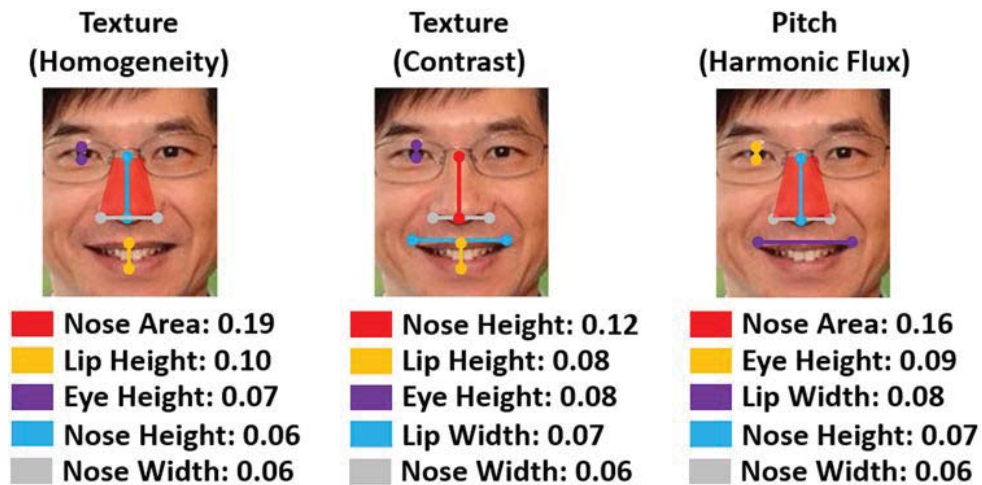 Texture
(Homogeneity)
Nose Area: 0.19
Lip Height: 0.10
Eye Height: 0.07
Nose Height: 0.06
Nose Width: 0.06
Texture
(Contrast)
Nose Height: 0.12
Lip Height: 0.08
Eye Height: 0.08
Lip Width: 0.07
Nose Width: 0.06
Pitch
(Harmonic Flux)
Nose Area: 0.16
Eye Height: 0.09
Lip Width: 0.08
Nose Height: 0.07
Nose Width: 0.06